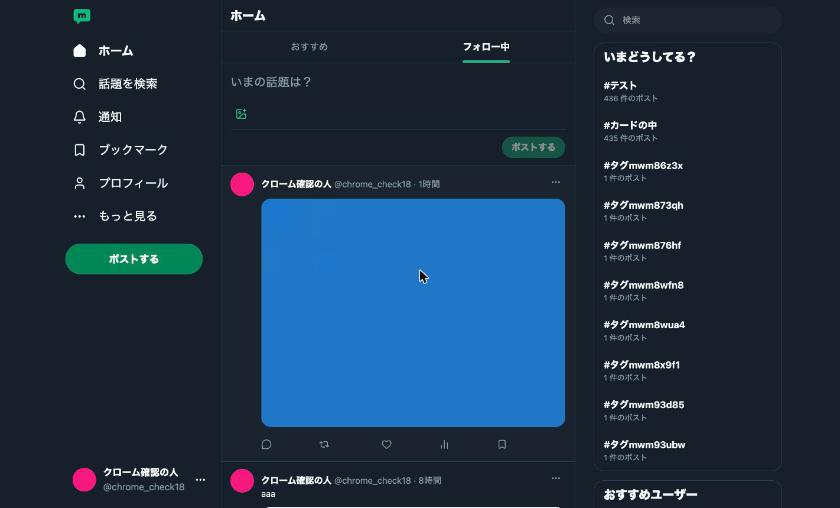 m
ホーム
話題を検索
通知
ブックマーク
プロフィール
もっと見る
ポストする
クローム確認の人
@chrome_check18
ホーム
おすすめ
フォロー中
いまの話題は？
ポストする
クローム確認の人 @chrome_check18 · 1時間
クローム確認の人 @chrome_check18 · 8時間
aaa
検索
いまどうしてる？
#テスト
436 件のポスト
#カードの中
435 件のポスト
#タグmwm86z3x
1 件のポスト
#タグmwm873qh
1 件のポスト
#タグmwm876hf
1 件のポスト
#タグmwm8wfn8
1 件のポスト
#タグmwm8wua4
1 件のポスト
#タグmwm8x9f1
1 件のポスト
#タグmwm93d85
1 件のポスト
#タグmwm93ubw
1 件のポスト
おすすめユーザー